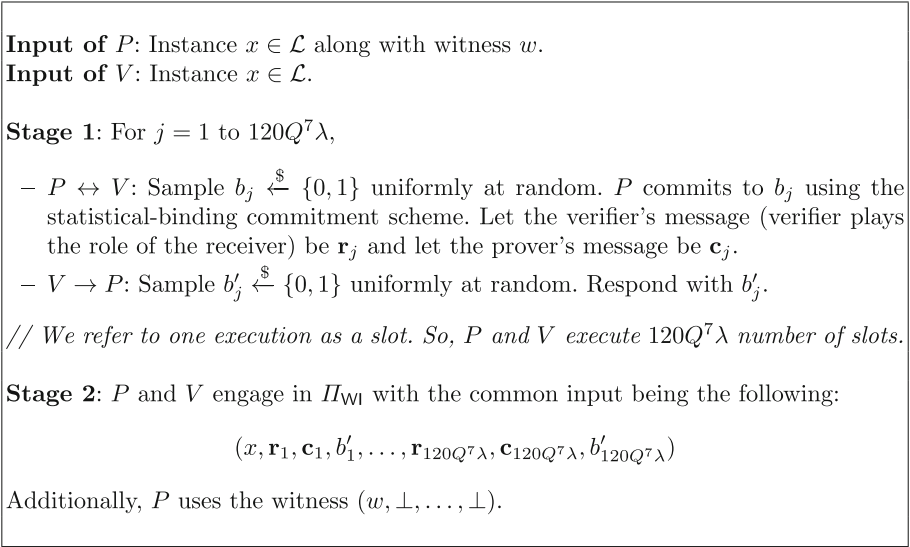 Input of P: Instance x ∈ ℒ along with witness w.
Input of V: Instance x ∈ ℒ.
Stage 1: For j = 1 to 120Q⁷λ,
– P ↔ V: Sample b_j ←$ {0,1} uniformly at random. P commits to b_j using the
statistical-binding commitment scheme. Let the verifier's message (verifier plays
the role of the receiver) be r_j and let the prover's message be c_j.
– V → P: Sample b′_j ←$ {0,1} uniformly at random. Respond with b′_j.
// We refer to one execution as a slot. So, P and V execute 120Q⁷λ number of slots.
Stage 2: P and V engage in Π_WI with the common input being the following:
(x, r_1, c_1, b′_1, . . . , r_{120Q⁷λ}, c_{120Q⁷λ}, b′_{120Q⁷λ})
Additionally, P uses the witness (w, ⊥, . . . , ⊥).